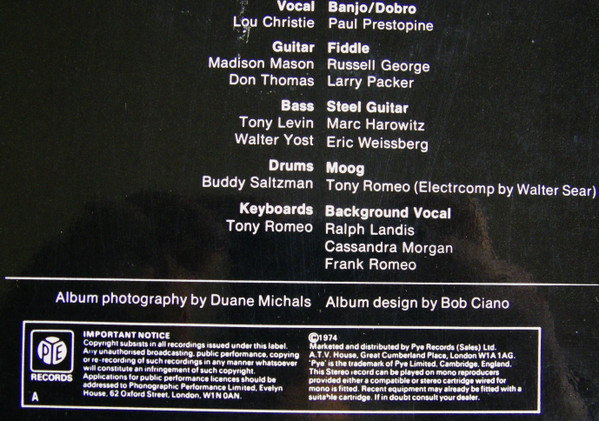 Vocal Banjo/Dobro
Lou Christie Paul Prestopine
Guitar Fiddle
Madison Mason Russell George
Don Thomas Larry Packer
Bass Steel Guitar
Tony Levin Marc Harowitz
Walter Yost Eric Weissberg
Drums Moog
Buddy Saltzman Tony Romeo (Electrcomp by Walter Sear)
Keyboards Background Vocal
Tony Romeo Ralph Landis
Cassandra Morgan
Frank Romeo
Album photography by Duane Michals Album design by Bob Ciano
PYE
RECORDS
A
IMPORTANT NOTICE
Copyright subsists in all recordings issued under this label.
Any unauthorised broadcasting, public performance, copying
or re-recording of such recordings in any manner whatsoever
will constitute an infringement of such copyright.
Applications for public performance licences should be
addressed to Phonographic Performance Limited, Evelyn
House, 62 Oxford Street, London, W1N 0AN.
©1974
Marketed and distributed by Pye Records (Sales) Ltd.
A.T.V. House, Great Cumberland Place, London W1A 1AG.
'Pye' is the trademark of Pye Limited, Cambridge, England.
This Stereo record can be played on mono reproducers
provided either a compatible or stereo cartridge wired for
mono is fitted. Recent equipment may already be fitted with a
suitable cartridge. If in doubt consult your dealer.